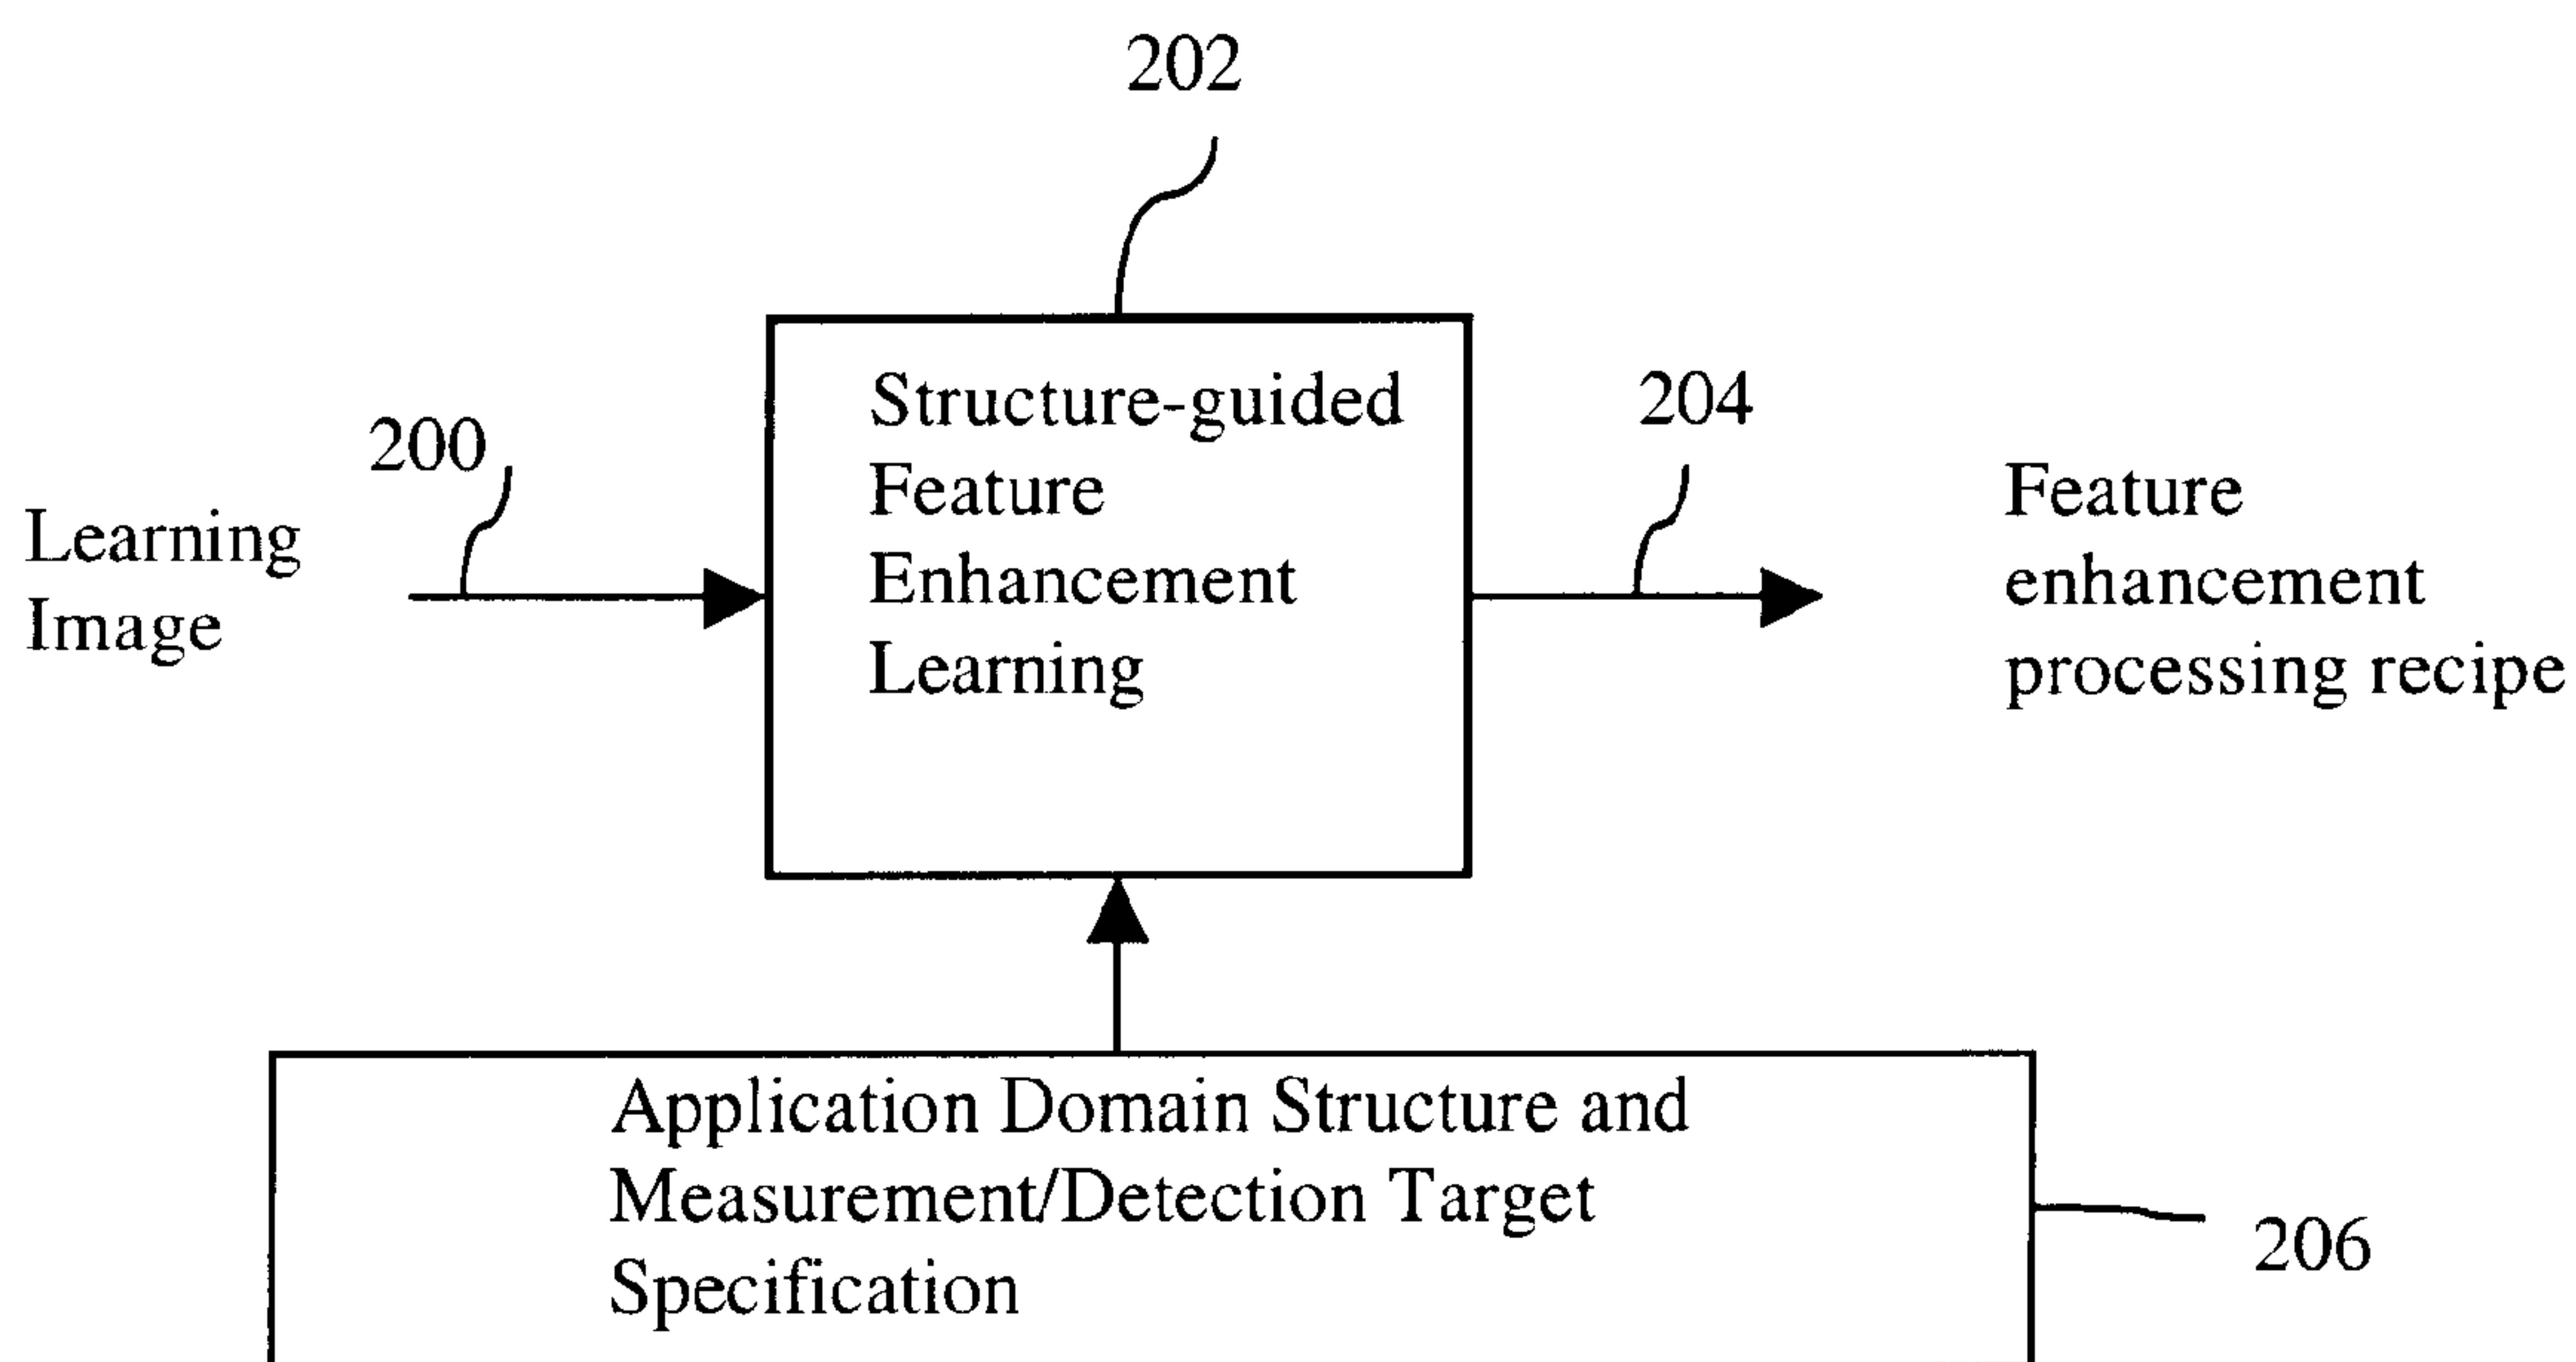 202
Structure-guided
Feature
Enhancement
Learning
200
Learning
Image
204
Feature
enhancement
processing recipe
Application Domain Structure and
Measurement/Detection Target
Specification
206